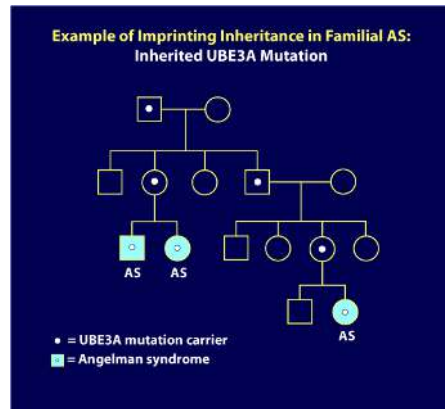 Example of Imprinting Inheritance in Familial AS:
Inherited UBE3A Mutation
AS
AS
AS
= UBE3A mutation carrier
= Angelman syndrome